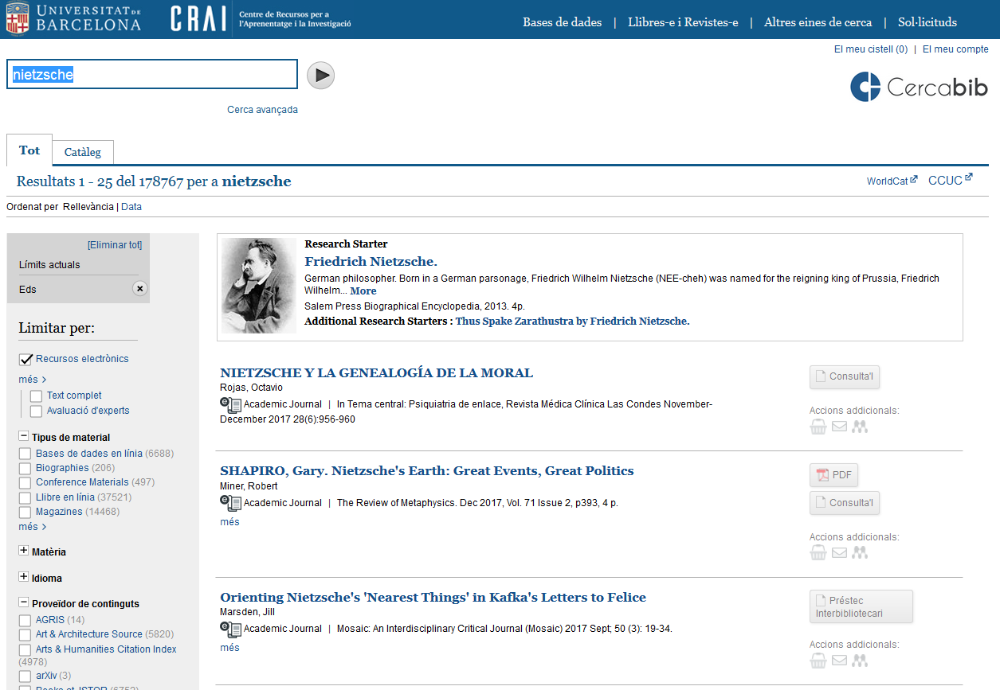 UNIVERSITAT DE
BARCELONA
CRAI
Centre de Recursos per a
l'Aprenentatge i la Investigació
Bases de dades | Llibres-e i Revistes-e | Altres eines de cerca | Sol·licituds
El meu cistell (0) | El meu compte
nietzsche
Cercabib
Cerca avançada
Tot
Catàleg
Resultats 1 - 25 del 178767 per a nietzsche
WorldCat CCUC
Ordenat per Rellevància | Data
[Eliminar tot]
Límits actuals
Eds
Limitar per:
Recursos electrònics
més >
Text complet
Avaluació d'experts
Tipus de material
Bases de dades en línia (6688)
Biographies (206)
Conference Materials (497)
Llibre en línia (37521)
Magazines (14468)
més >
Matèria
Idioma
Proveïdor de continguts
AGRIS (14)
Art & Architecture Source (5820)
Arts & Humanities Citation Index
(4978)
arXiv (3)
Books at JSTOR (6752)
Research Starter
Friedrich Nietzsche.
German philosopher. Born in a German parsonage, Friedrich Wilhelm Nietzsche (NEE-cheh) was named for the reigning king of Prussia, Friedrich
Wilhelm... More
Salem Press Biographical Encyclopedia, 2013. 4p.
Additional Research Starters : Thus Spake Zarathustra by Friedrich Nietzsche.
NIETZSCHE Y LA GENEALOGÍA DE LA MORAL
Rojas, Octavio
Academic Journal | In Tema central: Psiquiatria de enlace, Revista Médica Clínica Las Condes November-
December 2017 28(6):956-960
Consulta'l
Accions addicionals:
SHAPIRO, Gary. Nietzsche's Earth: Great Events, Great Politics
Miner, Robert
Academic Journal | The Review of Metaphysics. Dec 2017, Vol. 71 Issue 2, p393, 4 p.
més
PDF
Consulta'l
Accions addicionals:
Orienting Nietzsche's 'Nearest Things' in Kafka's Letters to Felice
Marsden, Jill
Academic Journal | Mosaic: An Interdisciplinary Critical Journal (Mosaic) 2017 Sept; 50 (3): 19-34.
més
Préstec
Interbibliotecari
Accions addicionals: